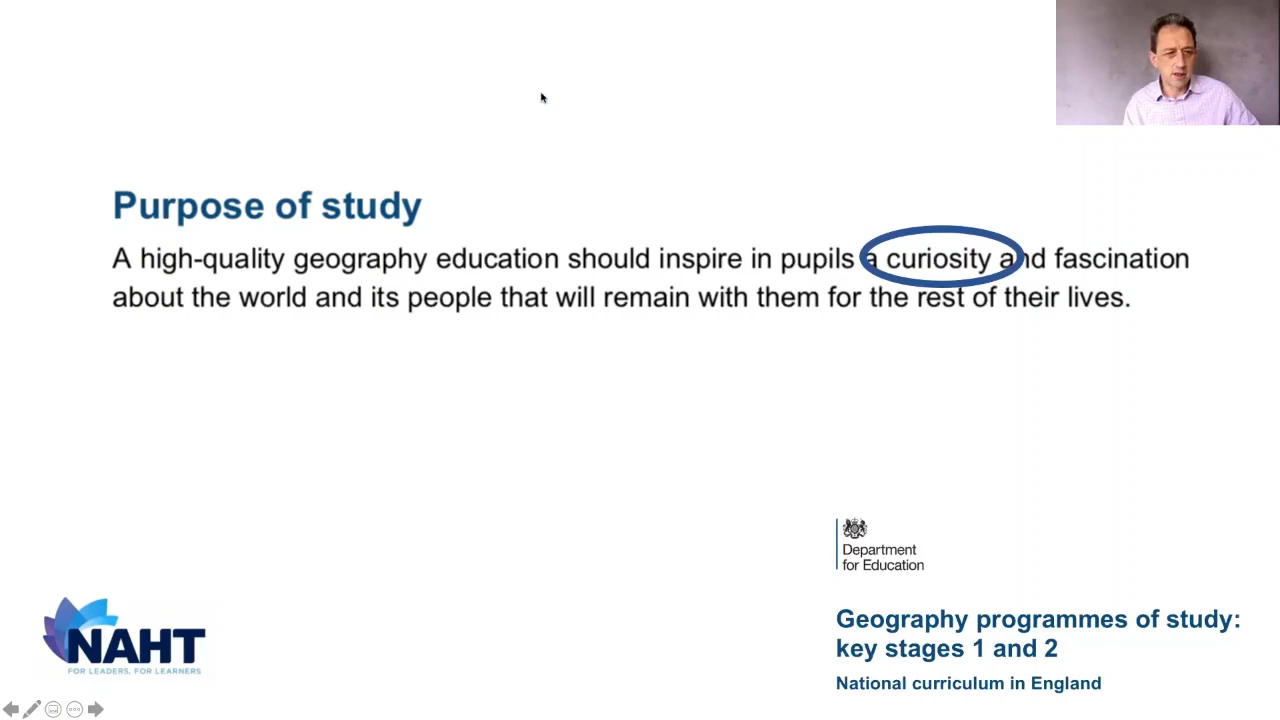 Purpose of study
A high-quality geography education should inspire in pupils a curiosity and fascination
about the world and its people that will remain with them for the rest of their lives.
Department
for Education
Geography programmes of study:
key stages 1 and 2
National curriculum in England
NAHT
FOR LEADERS, FOR LEARNERS